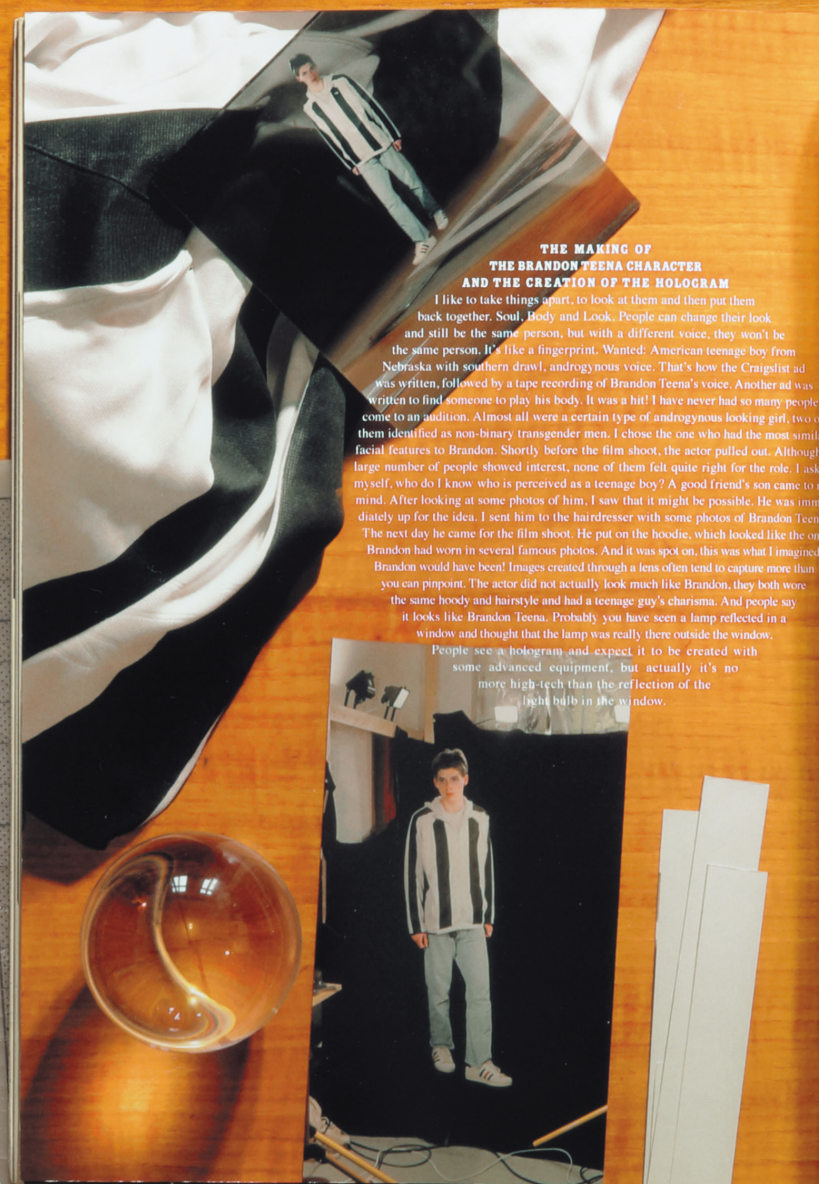 THE MAKING OF
THE BRANDON TEENA CHARACTER
AND THE CREATION OF THE HOLOGRAM
I like to take things apart, to look at them and then put them
back together. Soul, Body and Look. People can change their look
and still be the same person, but with a different voice, they won't be
the same person. It's like a fingerprint. Wanted: American teenage boy from
Nebraska with southern drawl, androgynous voice. That's how the Craigslist ad
was written, followed by a tape recording of Brandon Teena's voice. Another ad was
written to find someone to play his body. It was a hit! I have never had so many people
come to an audition. Almost all were a certain type of androgynous looking girl, two
them identified as non-binary transgender men. I chose the one who had the most
facial features to Brandon. Shortly before the film shoot, the actor pulled out. Although
large number of people showed interest, none of them felt quite right for the role. I
myself, who do I know who is perceived as a teenage boy? A good friend's son came to
mind. After looking at some photos of him, I saw that it might be possible. He was imm
diately up for the idea. I sent him to the hairdresser with some photos of Brandon
The next day he came for the film shoot. He put on the hoodie, which looked like the
Brandon had worn in several famous photos. And it was spot on, this was what I imagined
Brandon would have been! Images created through a lens often tend to capture more than
you can pinpoint. The actor did not actually look much like Brandon, they both wore
the same hoody and hairstyle and had a teenage guy's charisma. And people say
it looks like Brandon Teena. Probably you have seen a lamp reflected in a
window and thought that the lamp was really there outside the window.
People see a hologram and expect it to be created with
some advanced equipment, but actually it's no
more high-tech than the reflection of the
light bulb in the window.